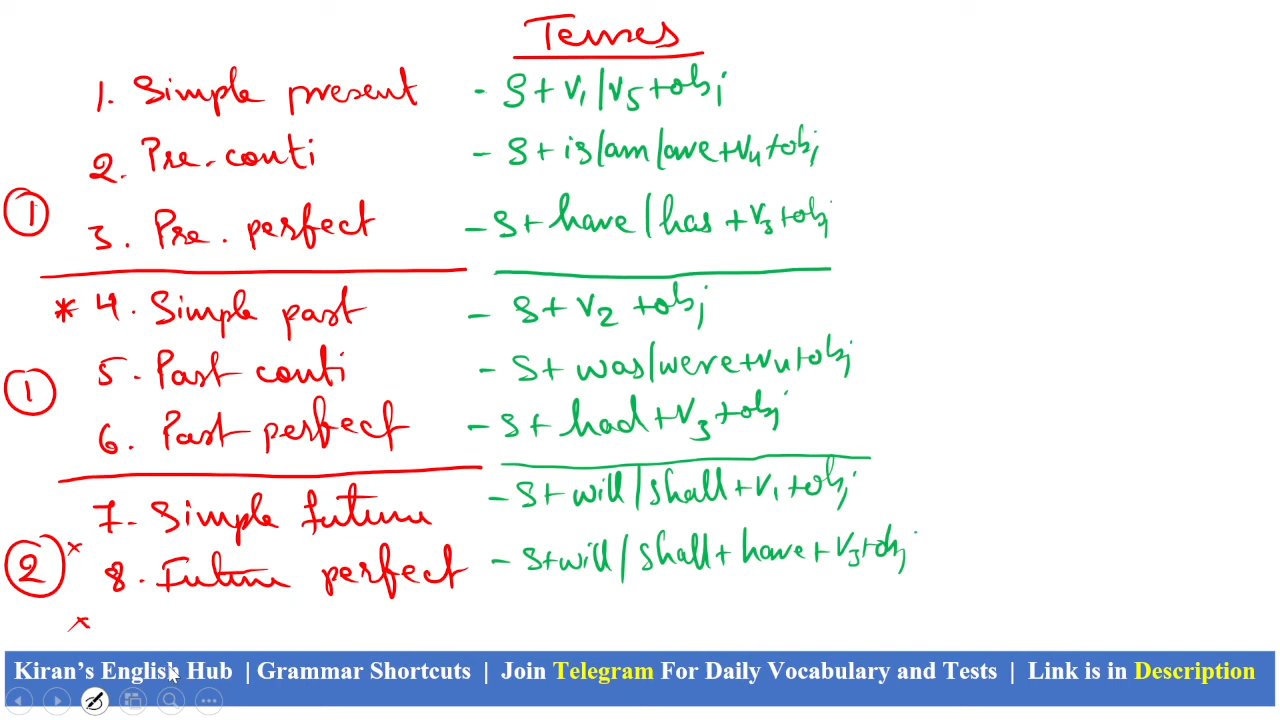 Tenses
1. Simple present - S + V1 / V5 + obj
2. Pre. conti - S + is/am/are + V4 + obj
① 3. Pre. perfect - S + have / has + V3 + obj
* 4. Simple past - S + V2 + obj
① 5. Past conti - S + was/were + V4 + obj
6. Past perfect - S + had + V3 + obj
7. Simple future - S + will / shall + V1 + obj
② × 8. Future perfect - S + will / shall + have + V3 + obj
×
Kiran's English Hub | Grammar Shortcuts | Join Telegram For Daily Vocabulary and Tests | Link is in Description